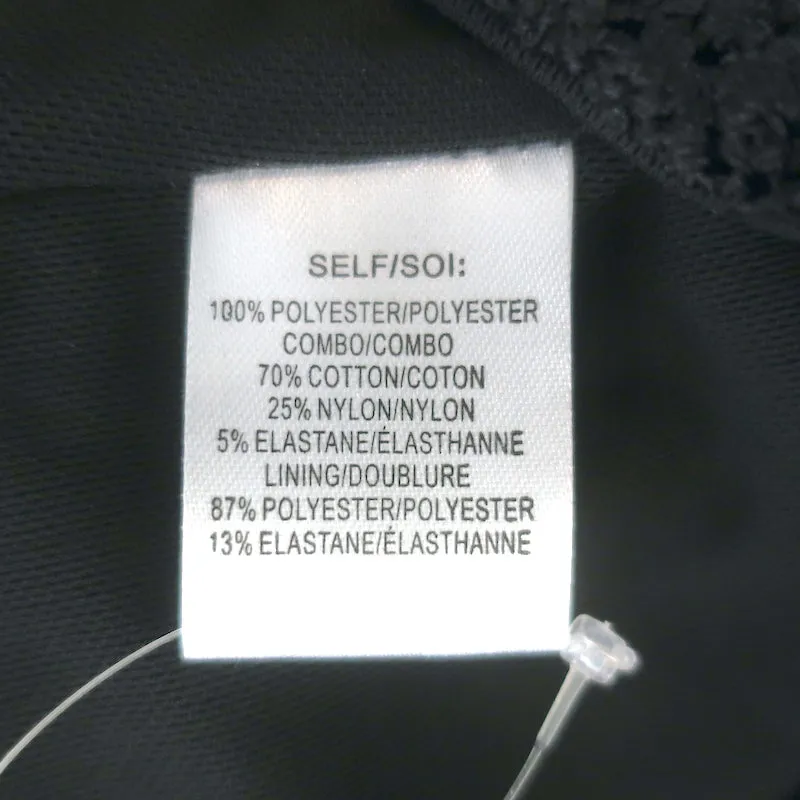 SELF/SOI:
100% POLYESTER/POLYESTER
COMBO/COMBO
70% COTTON/COTON
25% NYLON/NYLON
5% ELASTANE/ÉLASTHANNE
LINING/DOUBLURE
87% POLYESTER/POLYESTER
13% ELASTANE/ÉLASTHANNE